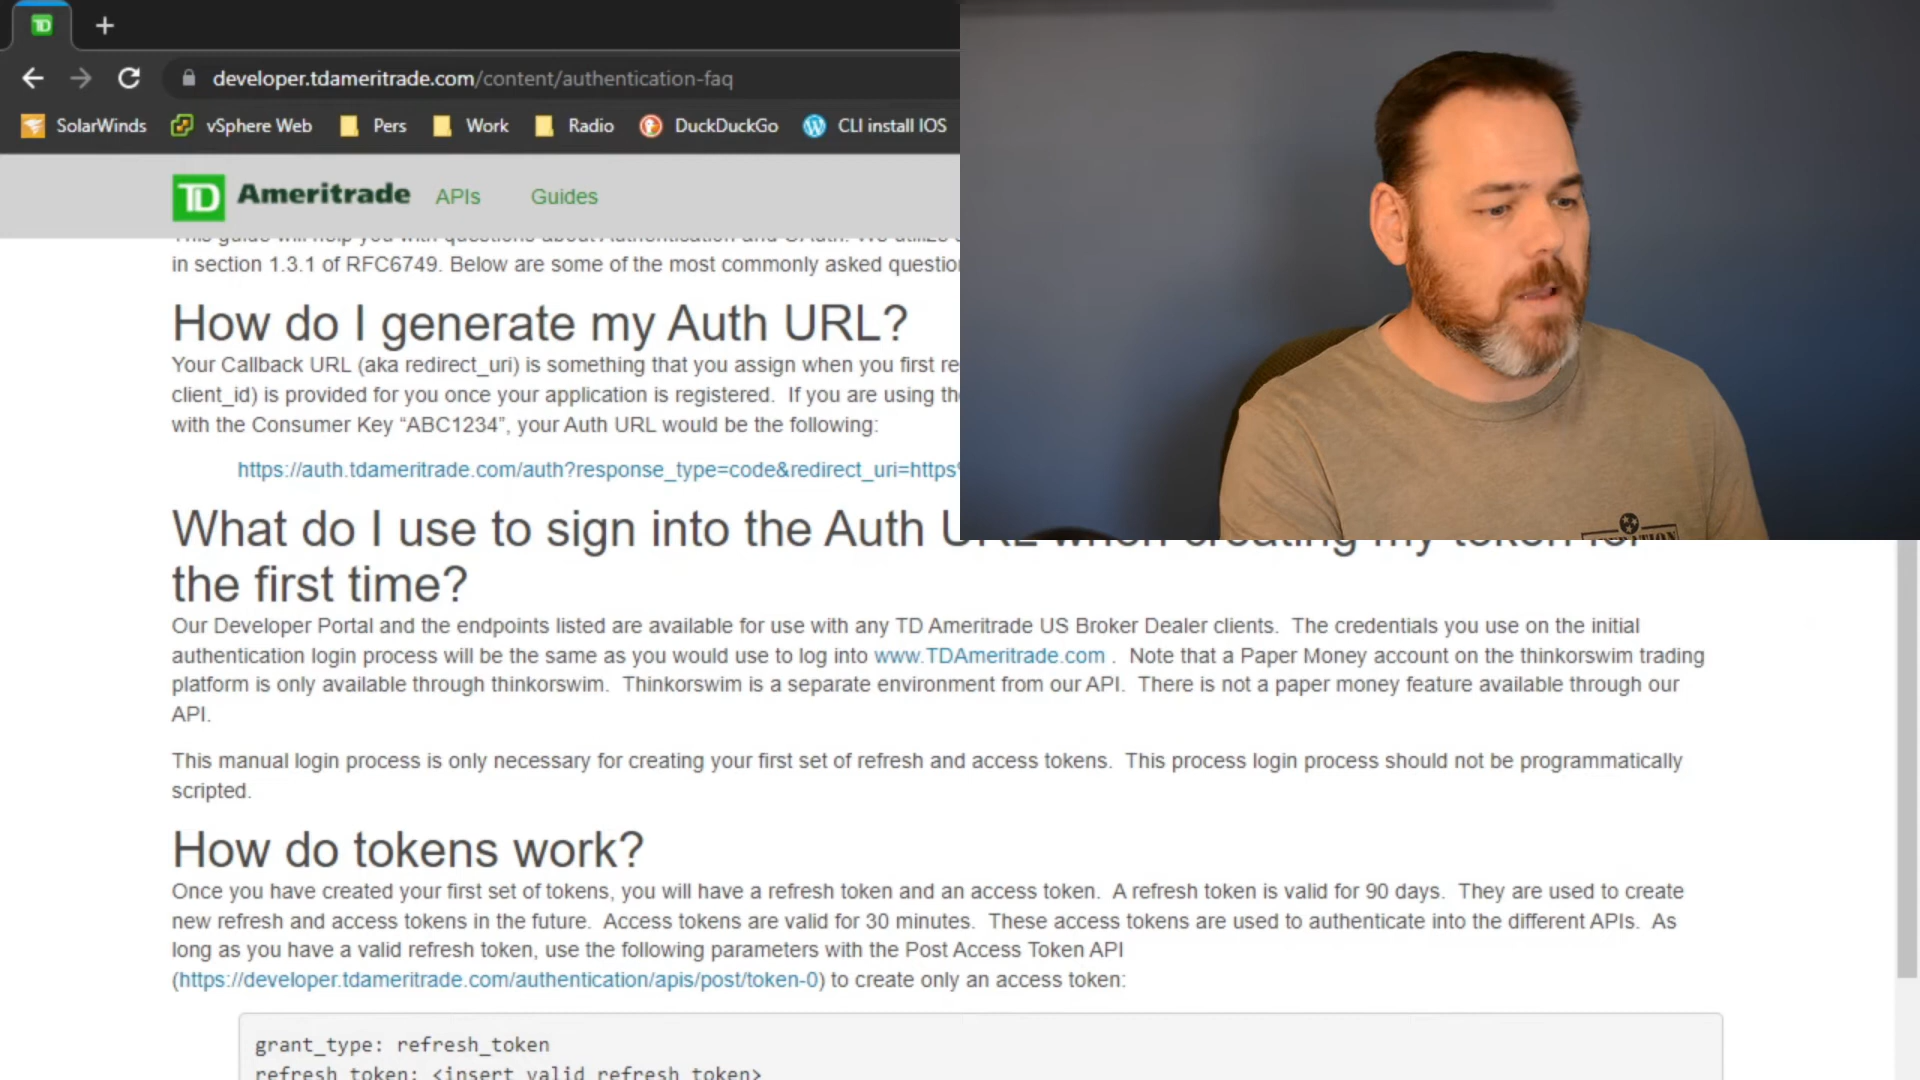 TD
developer.tdameritrade.com/content/authentication-faq
SolarWinds vSphere Web Pers Work Radio DuckDuckGo CLI install IOS
TD Ameritrade APIs Guides
This guide will help you with questions about Authentication and OAuth. We utilize
in section 1.3.1 of RFC6749. Below are some of the most commonly asked questio
How do I generate my Auth URL?
Your Callback URL (aka redirect_uri) is something that you assign when you first re
client_id) is provided for you once your application is registered. If you are using th
with the Consumer Key “ABC1234”, your Auth URL would be the following:
https://auth.tdameritrade.com/auth?response_type=code&redirect_uri=https%
What do I use to sign into the Auth URL when creating my token for
the first time?
Our Developer Portal and the endpoints listed are available for use with any TD Ameritrade US Broker Dealer clients. The credentials you use on the initial
authentication login process will be the same as you would use to log into www.TDAmeritrade.com . Note that a Paper Money account on the thinkorswim trading
platform is only available through thinkorswim. Thinkorswim is a separate environment from our API. There is not a paper money feature available through our
API.
This manual login process is only necessary for creating your first set of refresh and access tokens. This process login process should not be programmatically
scripted.
How do tokens work?
Once you have created your first set of tokens, you will have a refresh token and an access token. A refresh token is valid for 90 days. They are used to create
new refresh and access tokens in the future. Access tokens are valid for 30 minutes. These access tokens are used to authenticate into the different APIs. As
long as you have a valid refresh token, use the following parameters with the Post Access Token API
(https://developer.tdameritrade.com/authentication/apis/post/token-0) to create only an access token:
grant_type: refresh_token
refresh_token: <insert valid refresh token>